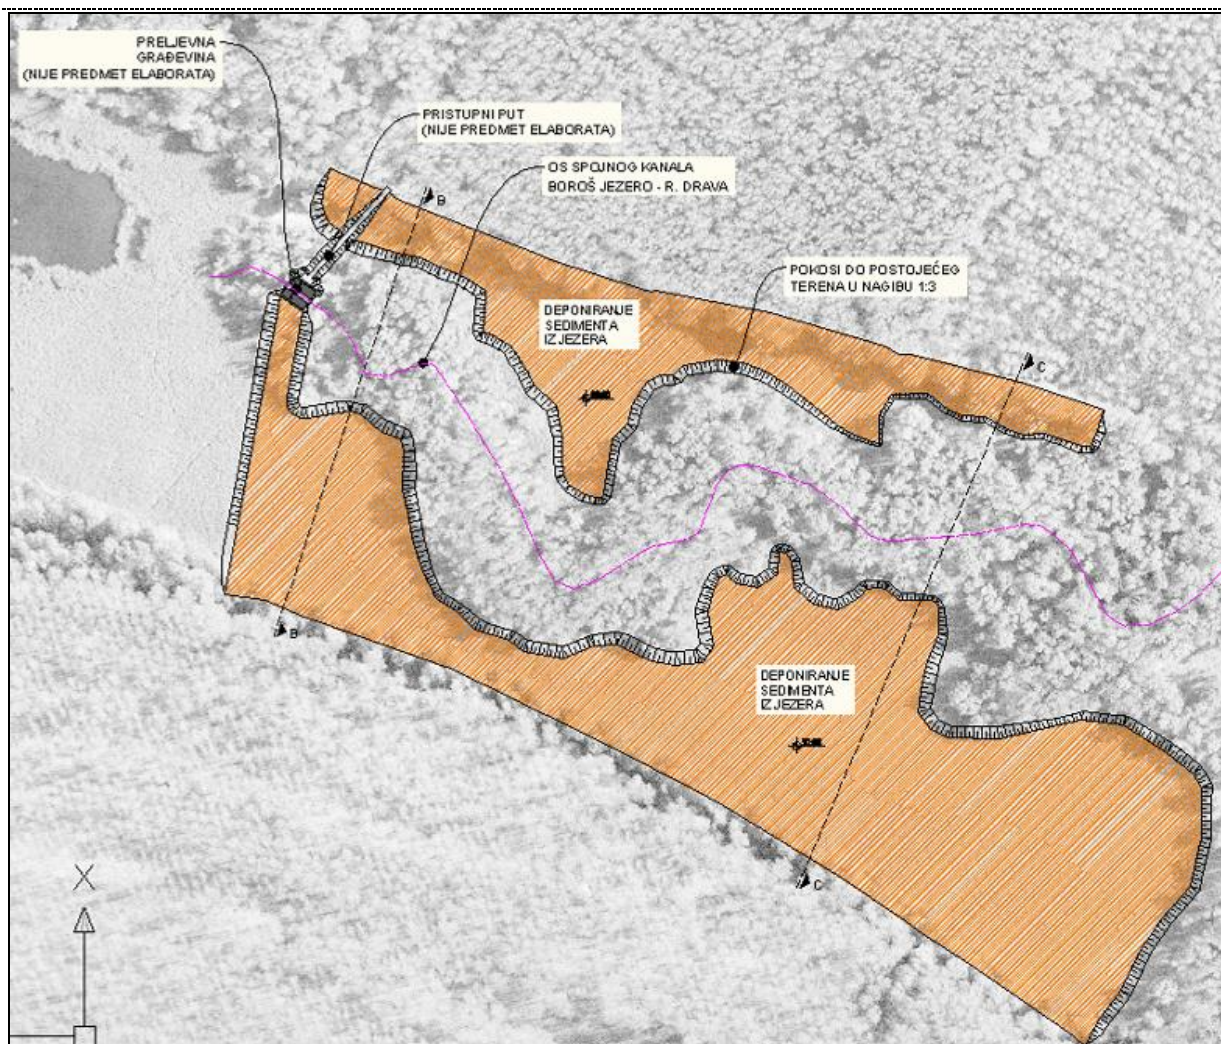 PRELJEVNA
GRAĐEVINA
(NIJE PREDMET ELABORATA)
PRISTUPNI PUT
(NIJE PREDMET ELABORATA)
OS SPOJNOG KANALA
BOROŠ JEZERO - R. DRAVA
B
POKOSI DO POSTOJEĆEG
TERENA U NAGIBU 1:3
DEPONIRANJE
SEDIMENTA
IZ JEZERA
C
B
DEPONIRANJE
SEDIMENTA
IZ JEZERA
C
X